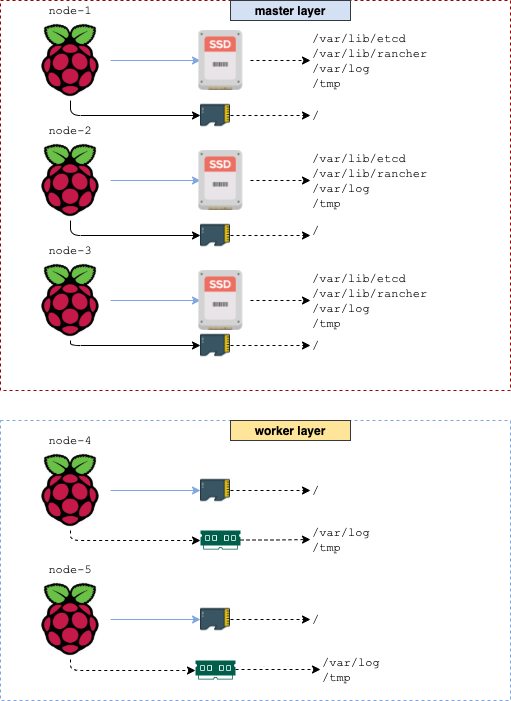 node-1
master layer
SSD
/var/lib/etcd
/var/lib/rancher
/var/log
/tmp
/
node-2
SSD
/var/lib/etcd
/var/lib/rancher
/var/log
/tmp
/
node-3
SSD
/var/lib/etcd
/var/lib/rancher
/var/log
/tmp
/
worker layer
node-4
/
/var/log
/tmp
node-5
/
/var/log
/tmp